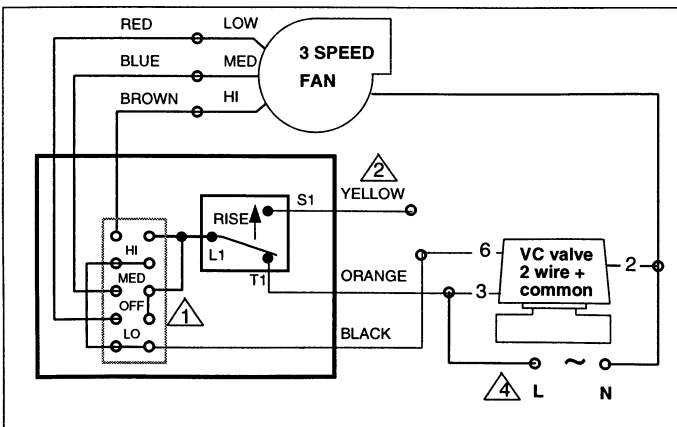 RED LOW
BLUE MED
BROWN HI
3 SPEED
FAN
2
S1 YELLOW
RISE
L1
T1
HI
MED
OFF
LO
1
ORANGE
BLACK
6
3
VC valve
2 wire +
common
2
4 L ~ N